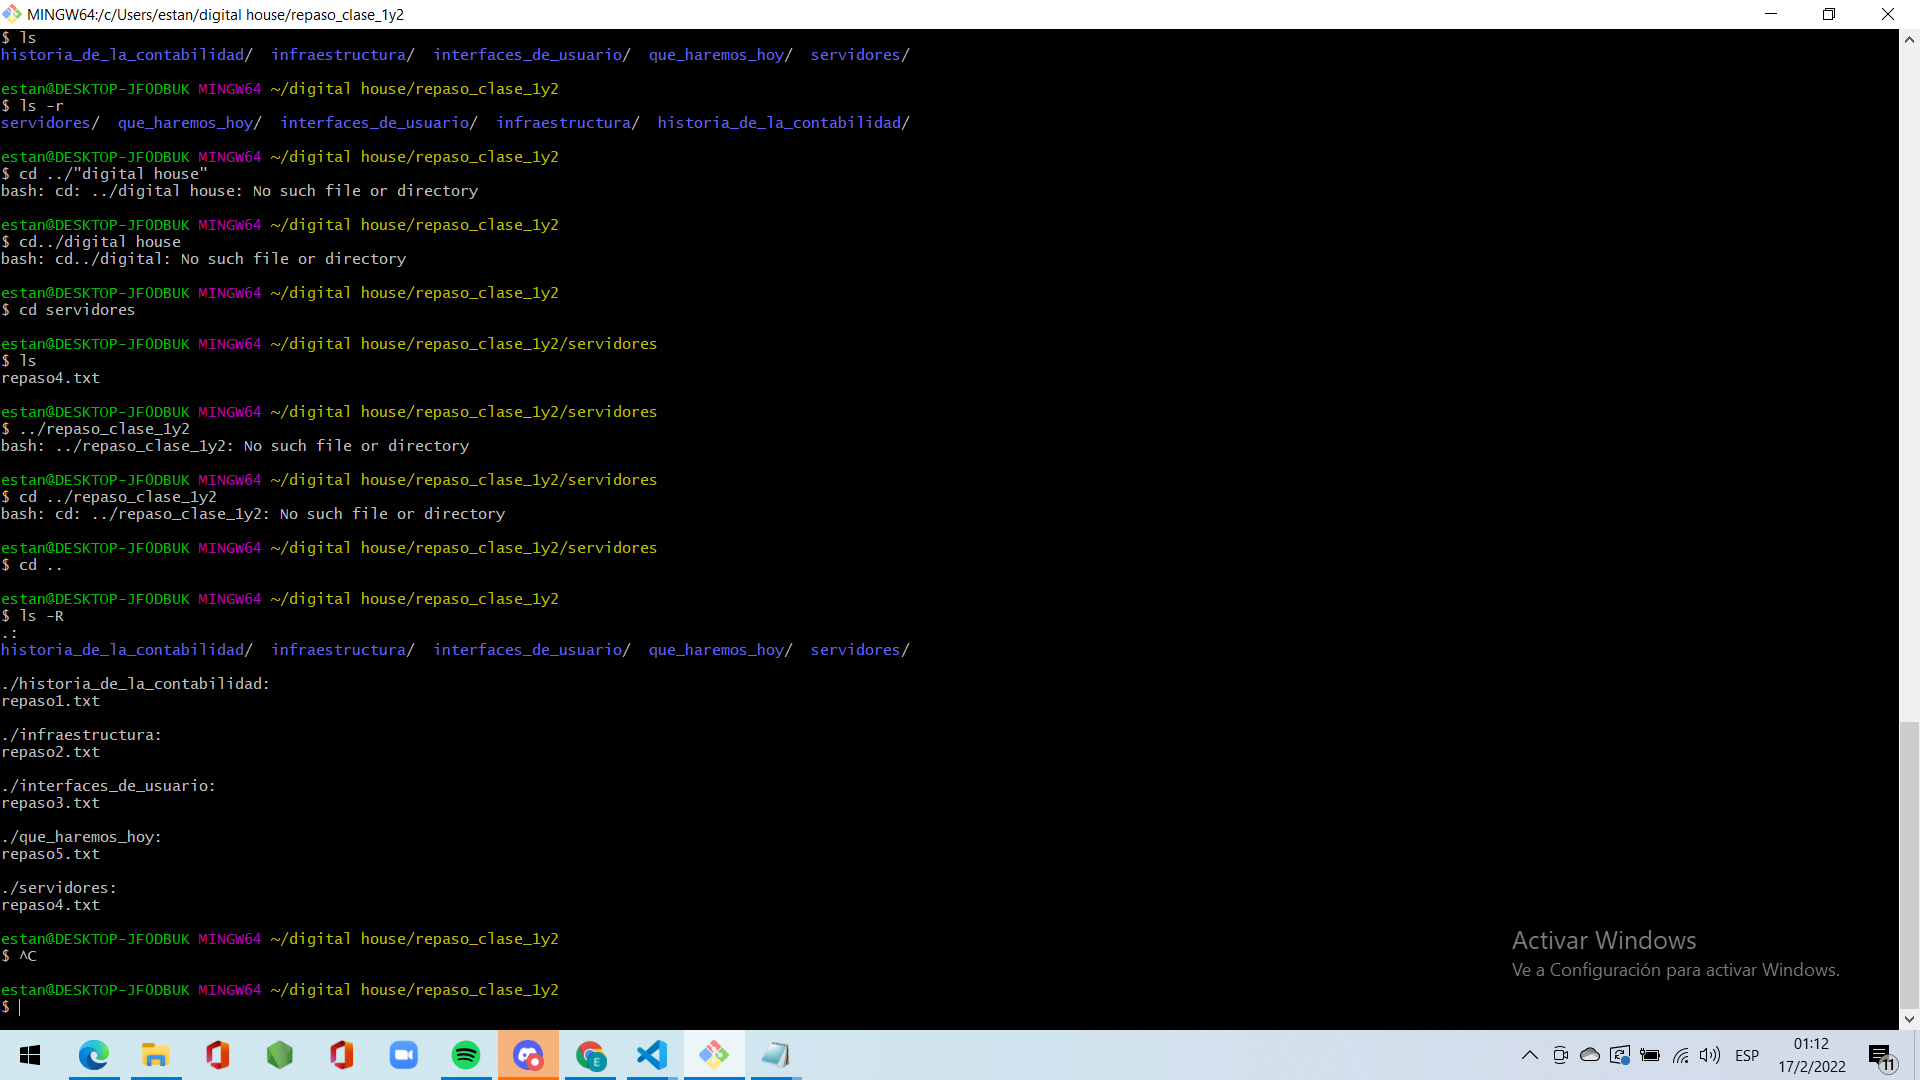 MINGW64:/c/Users/estan/digital house/repaso_clase_1y2
$ ls
historia_de_la_contabilidad/  infraestructura/  interfaces_de_usuario/  que_haremos_hoy/  servidores/
estan@DESKTOP-JFODBUK MINGW64 ~/digital house/repaso_clase_1y2
$ ls -r
servidores/  que_haremos_hoy/  interfaces_de_usuario/  infraestructura/  historia_de_la_contabilidad/
estan@DESKTOP-JFODBUK MINGW64 ~/digital house/repaso_clase_1y2
$ cd ../"digital house"
bash: cd: ../digital house: No such file or directory
estan@DESKTOP-JFODBUK MINGW64 ~/digital house/repaso_clase_1y2
$ cd../digital house
bash: cd../digital: No such file or directory
estan@DESKTOP-JFODBUK MINGW64 ~/digital house/repaso_clase_1y2
$ cd servidores
estan@DESKTOP-JFODBUK MINGW64 ~/digital house/repaso_clase_1y2/servidores
$ ls
repaso4.txt
estan@DESKTOP-JFODBUK MINGW64 ~/digital house/repaso_clase_1y2/servidores
$ ../repaso_clase_1y2
bash: ../repaso_clase_1y2: No such file or directory
estan@DESKTOP-JFODBUK MINGW64 ~/digital house/repaso_clase_1y2/servidores
$ cd ../repaso_clase_1y2
bash: cd: ../repaso_clase_1y2: No such file or directory
estan@DESKTOP-JFODBUK MINGW64 ~/digital house/repaso_clase_1y2/servidores
$ cd ..
estan@DESKTOP-JFODBUK MINGW64 ~/digital house/repaso_clase_1y2
$ ls -R
.:
historia_de_la_contabilidad/  infraestructura/  interfaces_de_usuario/  que_haremos_hoy/  servidores/
./historia_de_la_contabilidad:
repaso1.txt
./infraestructura:
repaso2.txt
./interfaces_de_usuario:
repaso3.txt
./que_haremos_hoy:
repaso5.txt
./servidores:
repaso4.txt
estan@DESKTOP-JFODBUK MINGW64 ~/digital house/repaso_clase_1y2
$ ^C
estan@DESKTOP-JFODBUK MINGW64 ~/digital house/repaso_clase_1y2
$
Activar Windows
Ve a Configuración para activar Windows.
E
ESP
01:12
17/2/2022
11